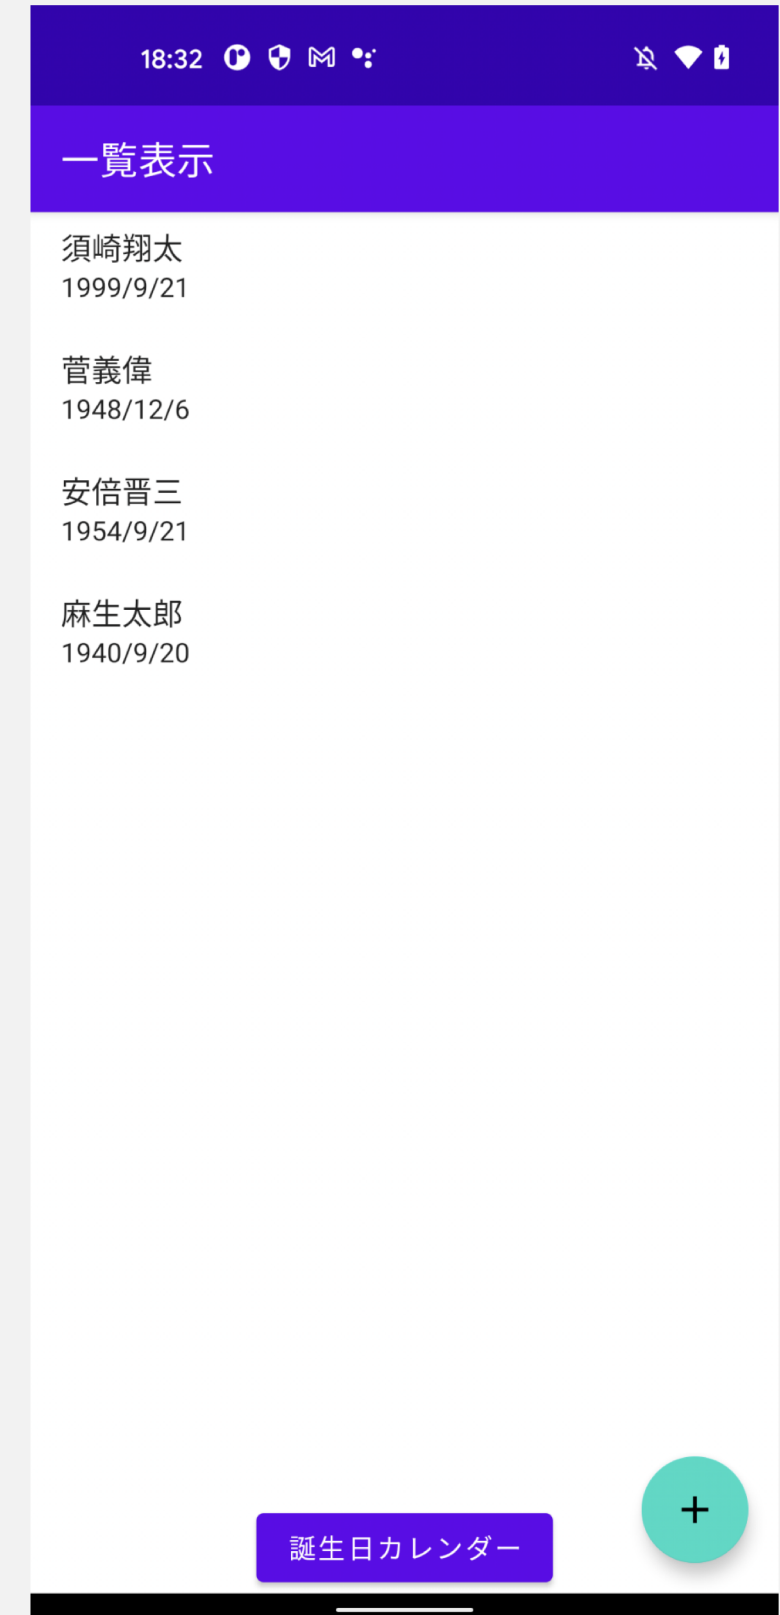 18:32
一覧表示
須崎翔太
1999/9/21
菅義偉
1948/12/6
安倍晋三
1954/9/21
麻生太郎
1940/9/20
+
誕生日カレンダー